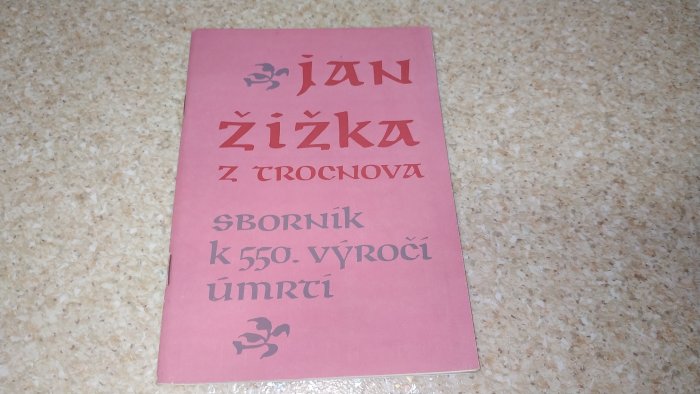 jan
žižka
z trocnova
sborník
k 550. výročí
úmrtí